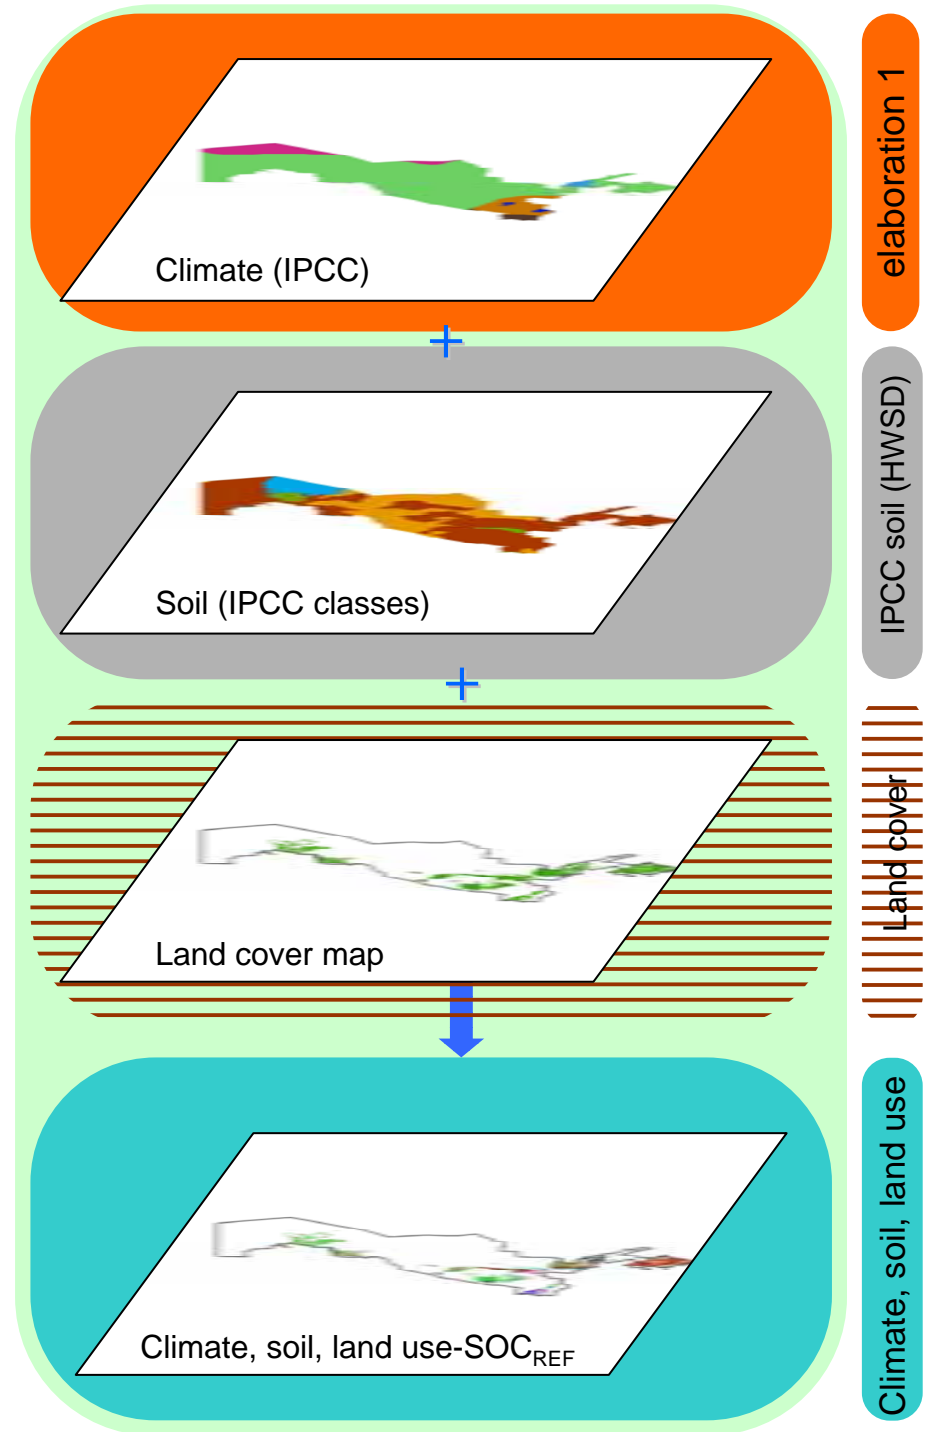 Climate (IPCC)
elaboration 1
+
Soil (IPCC classes)
IPCC soil (HWSD)
+
Land cover map
Land cover
Climate, soil, land use-SOC_REF
Climate, soil, land use